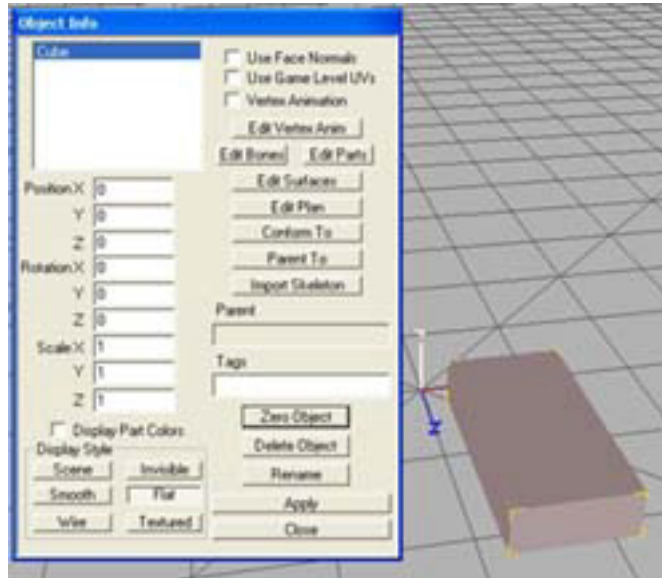 Object Info
Cube
Use Face Normals
Use Game Level UVs
Vertex Animation
Edit Vertex Anim
Edit Bones Edit Parts
Edit Surfaces
Edit Plan
Conform To
Parent To
Import Skeleton
Position X 0
Y 0
Z 0
Rotation X 0
Y 0
Z 0
Scale X 1
Y 1
Z 1
Parent
Tags
Display Part Colors
Display Style
Scene Invisible
Smooth Flat
Wire Textured
Zero Object
Delete Object
Rename
Apply
Close
Z